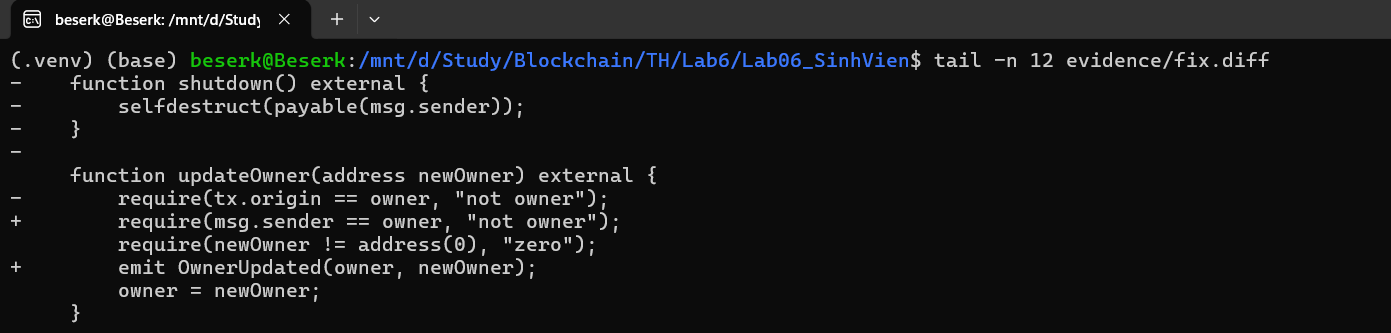 beserk@Beserk: /mnt/d/Study
(.venv) (base) beserk@Beserk:/mnt/d/Study/Blockchain/TH/Lab6/Lab06_SinhVien$ tail -n 12 evidence/fix.diff
-    function shutdown() external {
-        selfdestruct(payable(msg.sender));
-    }
-
     function updateOwner(address newOwner) external {
-        require(tx.origin == owner, "not owner");
+        require(msg.sender == owner, "not owner");
         require(newOwner != address(0), "zero");
+        emit OwnerUpdated(owner, newOwner);
         owner = newOwner;
     }